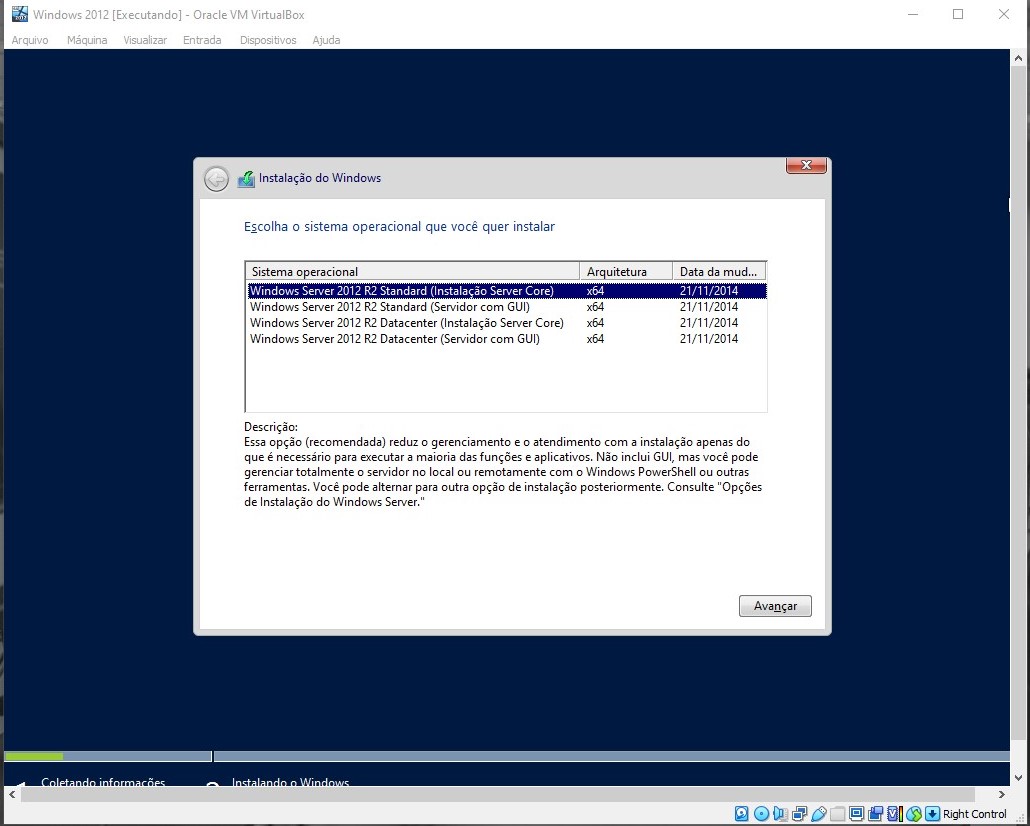 Windows 2012 [Executando] - Oracle VM VirtualBox
Arquivo Máquina Visualizar Entrada Dispositivos Ajuda
Instalação do Windows
Escolha o sistema operacional que você quer instalar
Sistema operacional Arquitetura Data da mud...
Windows Server 2012 R2 Standard (Instalação Server Core) x64 21/11/2014
Windows Server 2012 R2 Standard (Servidor com GUI) x64 21/11/2014
Windows Server 2012 R2 Datacenter (Instalação Server Core) x64 21/11/2014
Windows Server 2012 R2 Datacenter (Servidor com GUI) x64 21/11/2014
Descrição:
Essa opção (recomendada) reduz o gerenciamento e o atendimento com a instalação apenas do
que é necessário para executar a maioria das funções e aplicativos. Não inclui GUI, mas você pode
gerenciar totalmente o servidor no local ou remotamente com o Windows PowerShell ou outras
ferramentas. Você pode alternar para outra opção de instalação posteriormente. Consulte "Opções
de Instalação do Windows Server."
Avançar
Coletando informações Instalando o Windows
Right Control